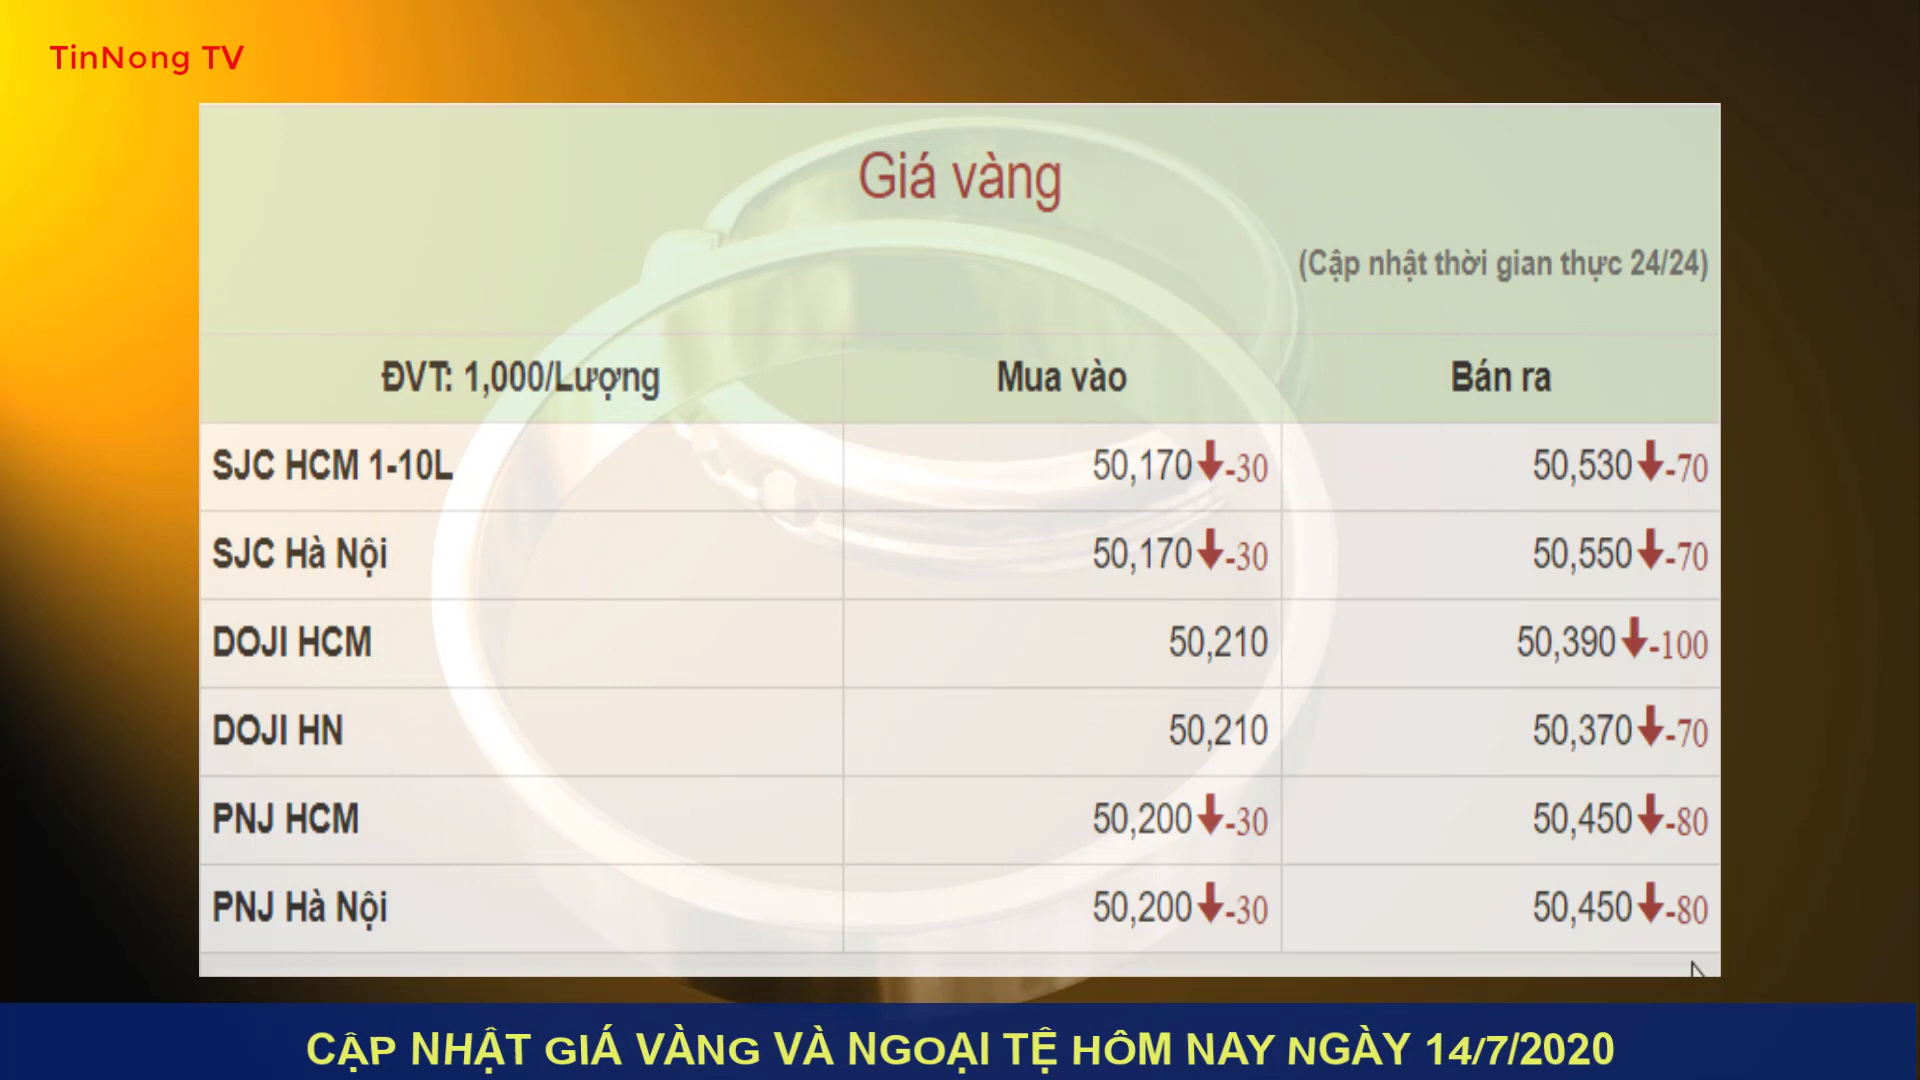 TinNong TV
Giá vàng
(Cập nhật thời gian thực 24/24)
ĐVT: 1,000/Lượng Mua vào Bán ra
SJC HCM 1-10L 50,170 -30 50,530 -70
SJC Hà Nội 50,170 -30 50,550 -70
DOJI HCM 50,210 50,390 -100
DOJI HN 50,210 50,370 -70
PNJ HCM 50,200 -30 50,450 -80
PNJ Hà Nội 50,200 -30 50,450 -80
CẬP NHẬT GIÁ VÀNG VÀ NGOẠI TỆ HÔM NAY NGÀY 14/7/2020